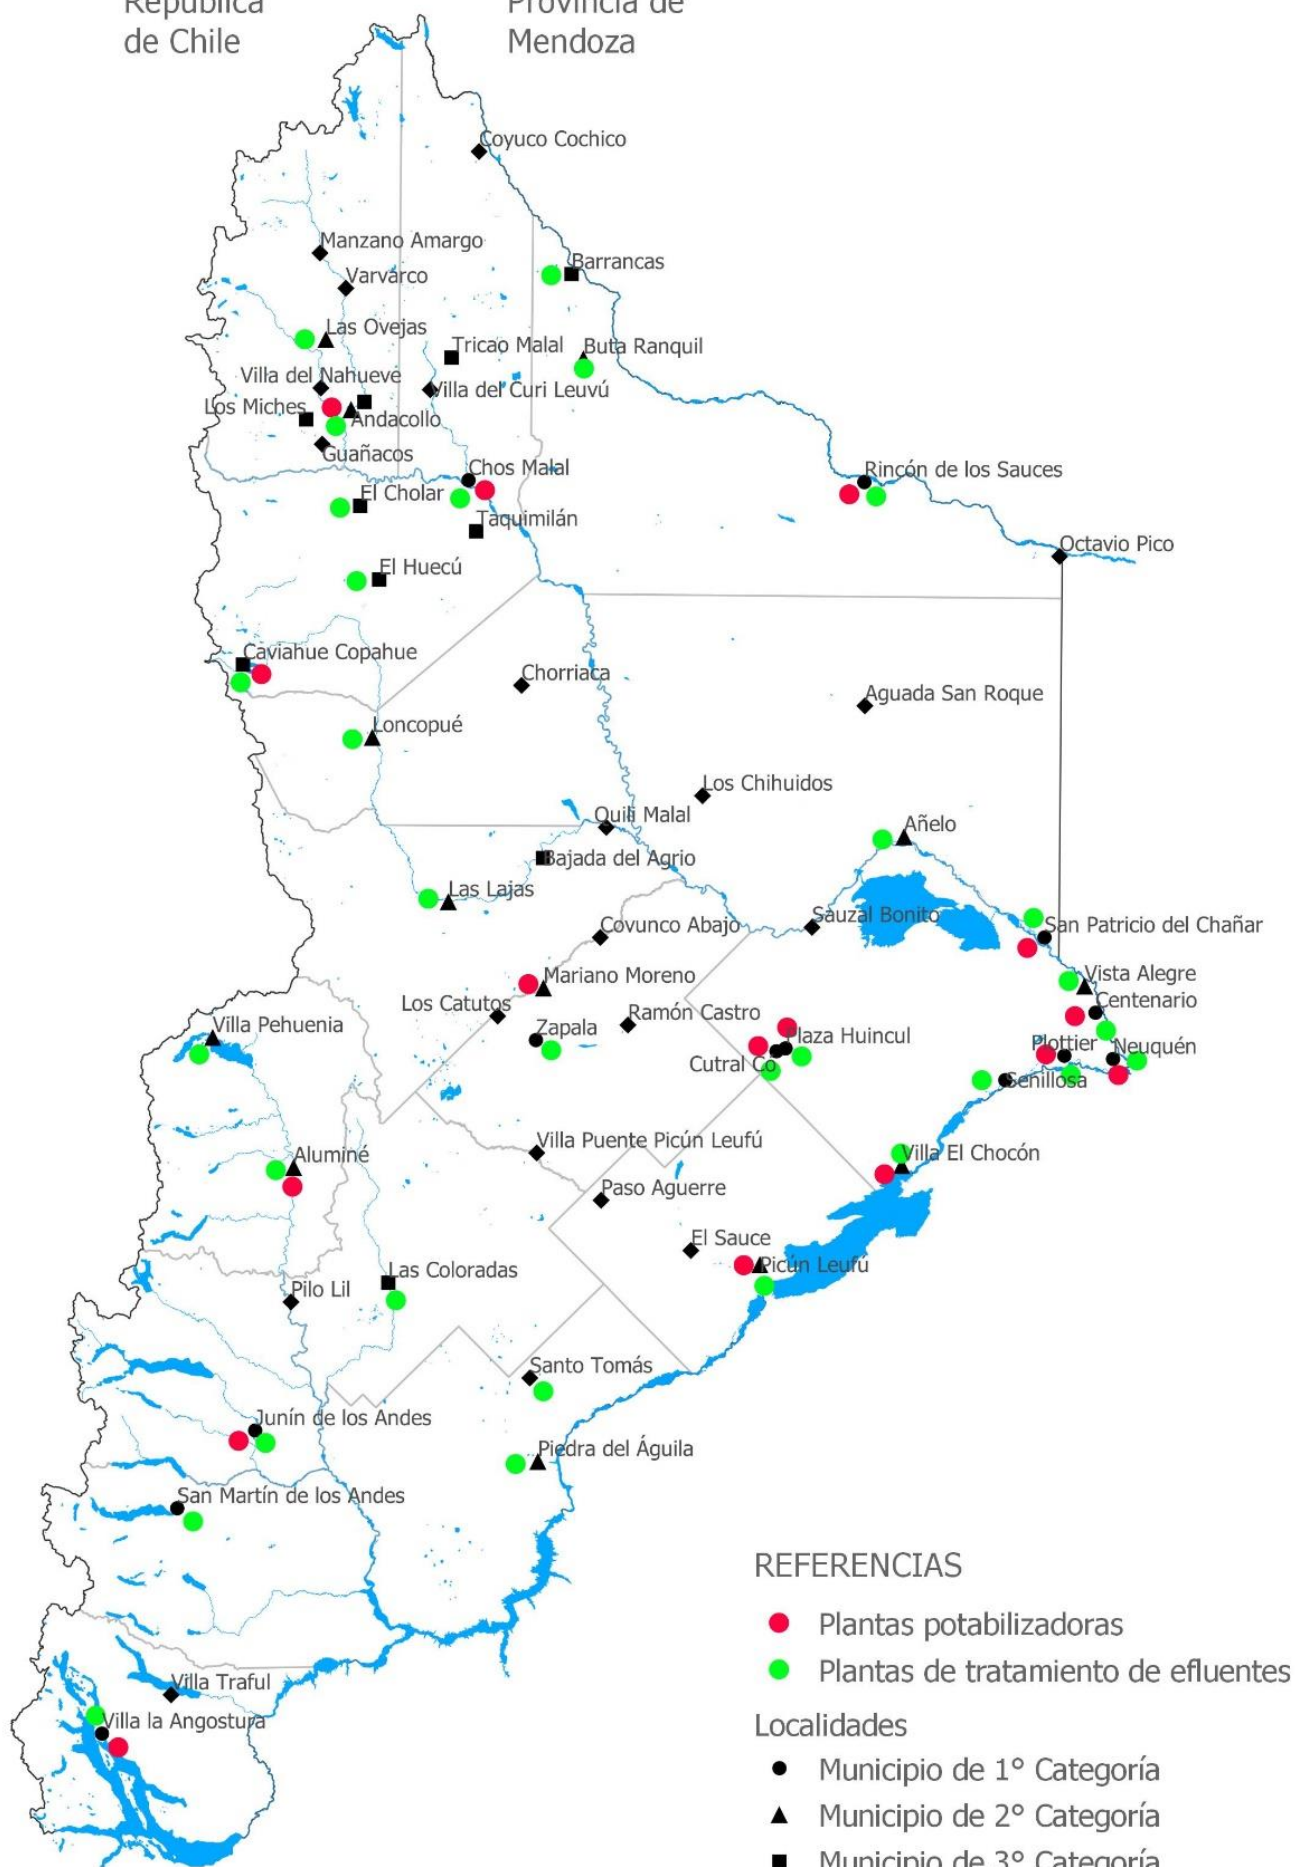 República
de Chile
Provincia de
Mendoza
Coyuco Cochico
Manzano Amargo
Varvarco
Barrancas
Las Ovejas
Tricao Malal
Buta Ranquil
Villa del Nahueve
Villa del Curi Leuvú
Los Miches
Andacollo
Guañacos
Chos Malal
Rincón de los Sauces
El Cholar
Taquimilán
Octavio Pico
El Huecú
Caviahue Copahue
Chorriaca
Aguada San Roque
Loncopué
Los Chihuidos
Quili Malal
Añelo
Bajada del Agrio
Las Lajas
Sauzal Bonito
Covunco Abajo
San Patricio del Chañar
Mariano Moreno
Vista Alegre
Los Catutos
Centenario
Ramón Castro
Villa Pehuenia
Zapala
Plaza Huincul
Plottier
Neuquén
Cutral Có
Senillosa
Villa Puente Picún Leufú
Aluminé
Villa El Chocón
Paso Aguerre
El Sauce
Picún Leufú
Las Coloradas
Pilo Lil
Santo Tomás
Junín de los Andes
Piedra del Águila
San Martín de los Andes
Villa Traful
Villa la Angostura
REFERENCIAS
Plantas potabilizadoras
Plantas de tratamiento de efluentes
Localidades
Municipio de 1° Categoría
Municipio de 2° Categoría
Municipio de 3° Categoría